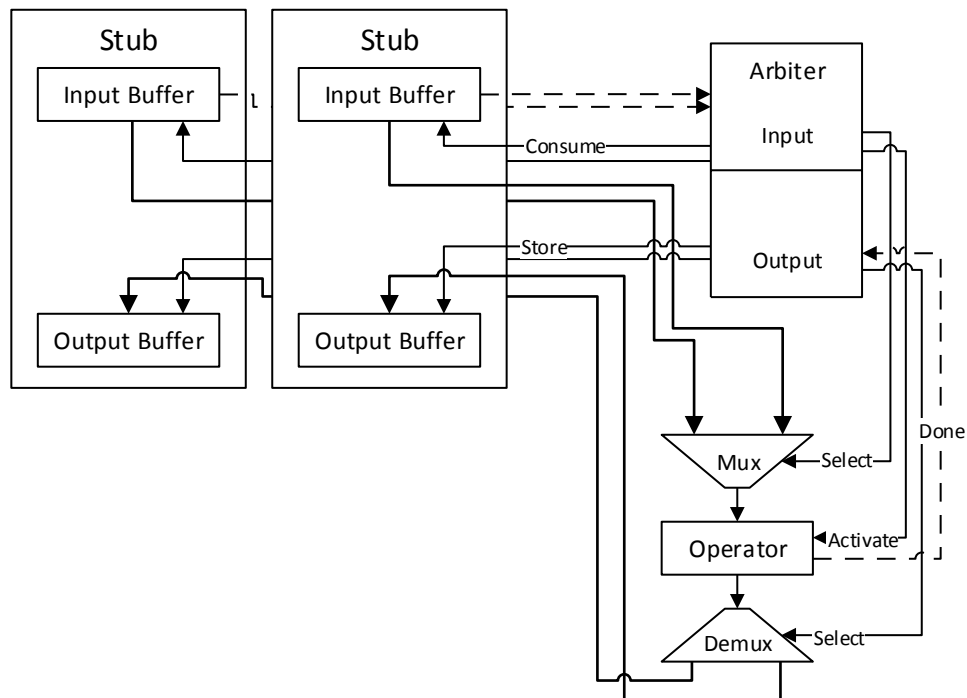 Stub
Stub
Input Buffer
Input Buffer
Arbiter
Input
Consume
Store
Output
Output Buffer
Output Buffer
Done
Mux
Select
Operator
Activate
Demux
Select